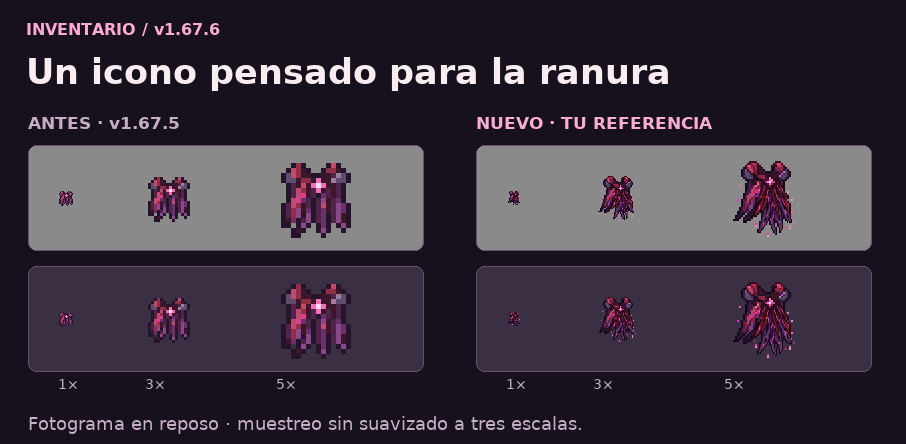 INVENTARIO / v1.67.6
Un icono pensado para la ranura
ANTES · v1.67.5
NUEVO · TU REFERENCIA
1× 3× 5×
1× 3× 5×
Fotograma en reposo · muestreo sin suavizado a tres escalas.